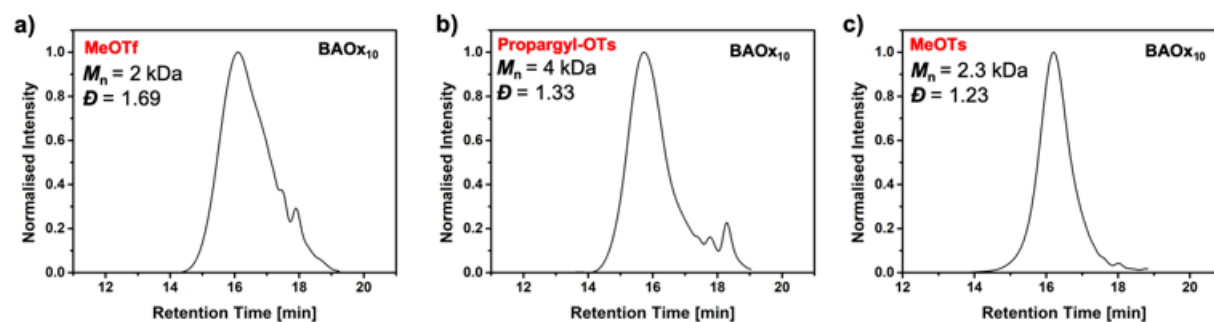 a)
MeOTf
Mn = 2 kDa
Đ = 1.69
BAOx10
Normalised Intensity
1.0
0.8
0.6
0.4
0.2
0.0
12 14 16 18 20
Retention Time [min]
b)
Propargyl-OTs
Mn = 4 kDa
Đ = 1.33
BAOx10
Normalised Intensity
1.0
0.8
0.6
0.4
0.2
0.0
12 14 16 18 20
Retention Time [min]
c)
MeOTs
Mn = 2.3 kDa
Đ = 1.23
BAOx10
Normalised Intensity
1.0
0.8
0.6
0.4
0.2
0.0
12 14 16 18 20
Retention Time [min]